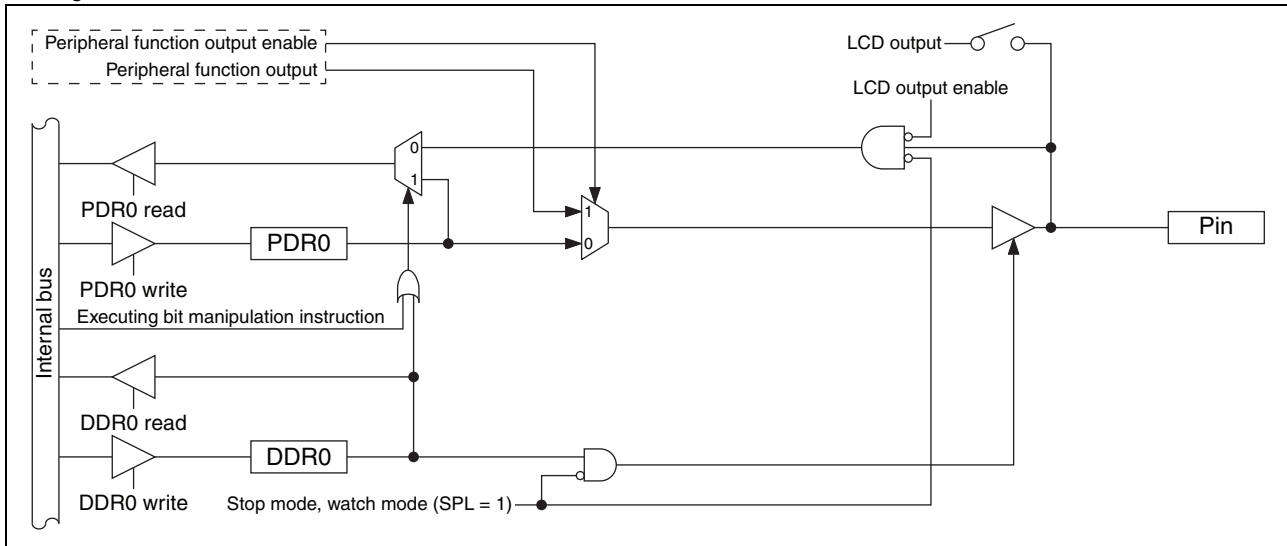 Peripheral function output enable
Peripheral function output
LCD output
LCD output enable
0
1
PDR0 read
1
0
PDR0
Pin
PDR0 write
Executing bit manipulation instruction
Internal bus
DDR0 read
DDR0
DDR0 write
Stop mode, watch mode (SPL = 1)